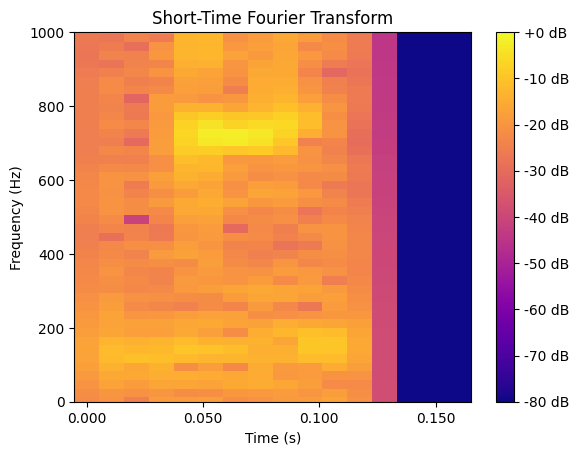 Short-Time Fourier Transform
1000
800
600
400
200
0
Frequency (Hz)
0.000
0.050
0.100
0.150
Time (s)
+0 dB
-10 dB
-20 dB
-30 dB
-40 dB
-50 dB
-60 dB
-70 dB
-80 dB